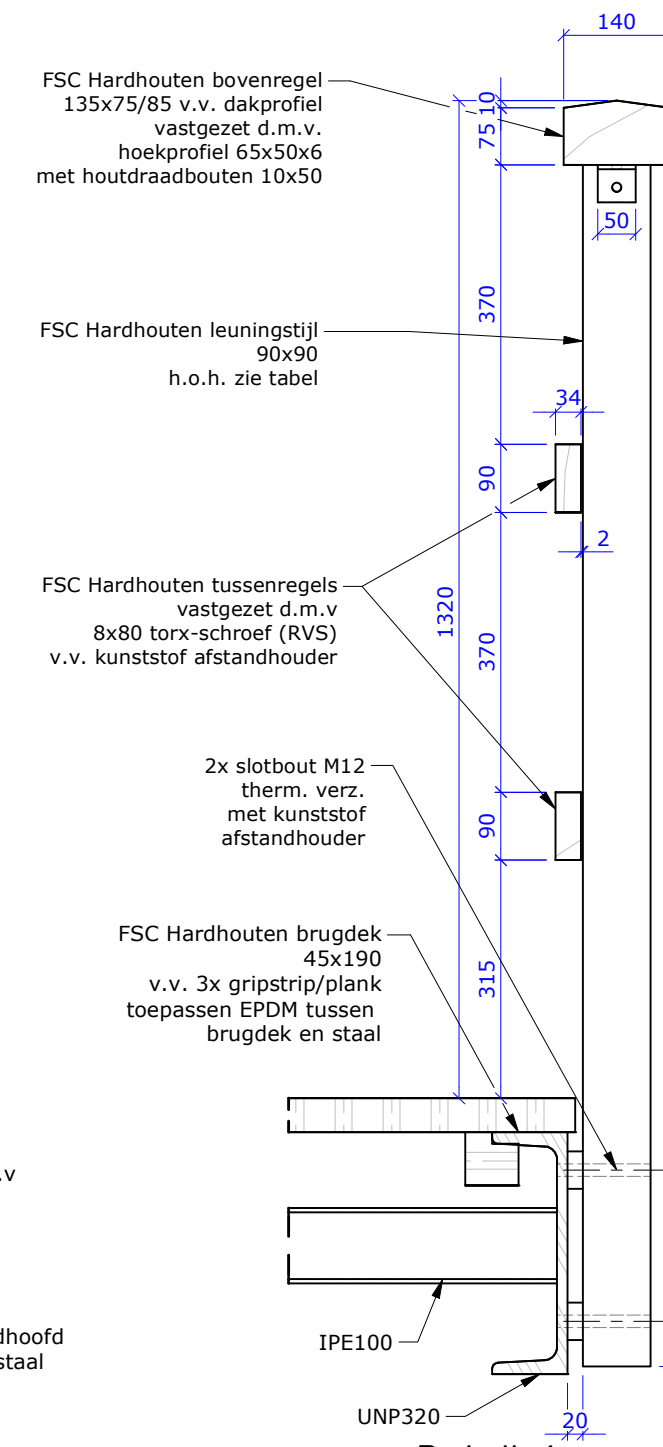 140
FSC Hardhouten bovenregel
135x75/85 v.v. dakprofiel
vastgezet d.m.v.
hoekprofiel 65x50x6
met houtdraadbouten 10x50
10
75
50
370
FSC Hardhouten leuningstijl
90x90
h.o.h. zie tabel
34
90
2
FSC Hardhouten tussenregels
vastgezet d.m.v
8x80 torx-schroef (RVS)
v.v. kunststof afstandhouder
1320
370
2x slotbout M12
therm. verz.
met kunststof
afstandhouder
90
FSC Hardhouten brugdek
45x190
v.v. 3x gripstrip/plank
toepassen EPDM tussen
brugdek en staal
315
.v
dhoofd
staal
IPE100
UNP320
20